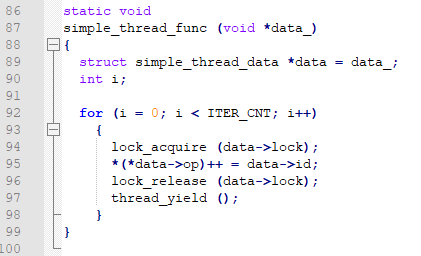 86 static void
87 simple_thread_func (void *data_)
88 {
89 struct simple_thread_data *data = data_;
90 int i;
91
92 for (i = 0; i < ITER_CNT; i++)
93 {
94 lock_acquire (data->lock);
95 *(*data->op)++ = data->id;
96 lock_release (data->lock);
97 thread_yield ();
98 }
99 }
100